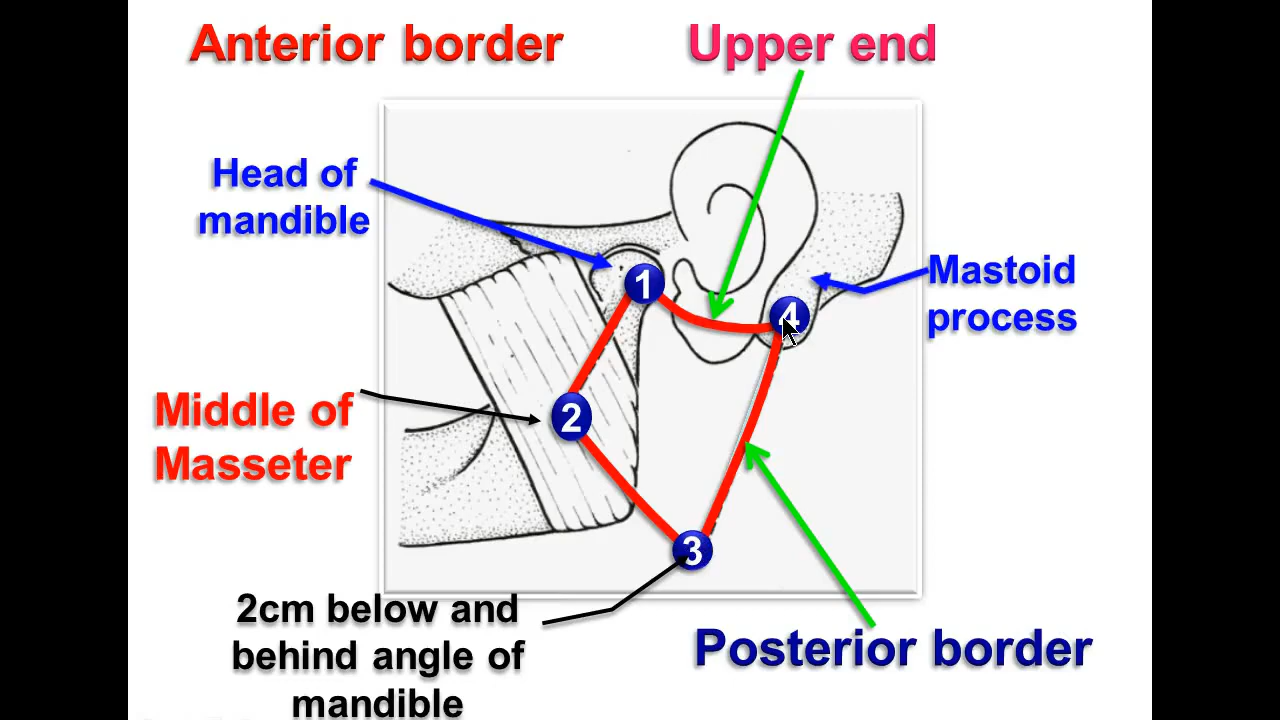 Anterior border
Upper end
Head of
mandible
1
Mastoid
process
4
Middle of
Masseter
2
3
2cm below and
behind angle of
mandible
Posterior border